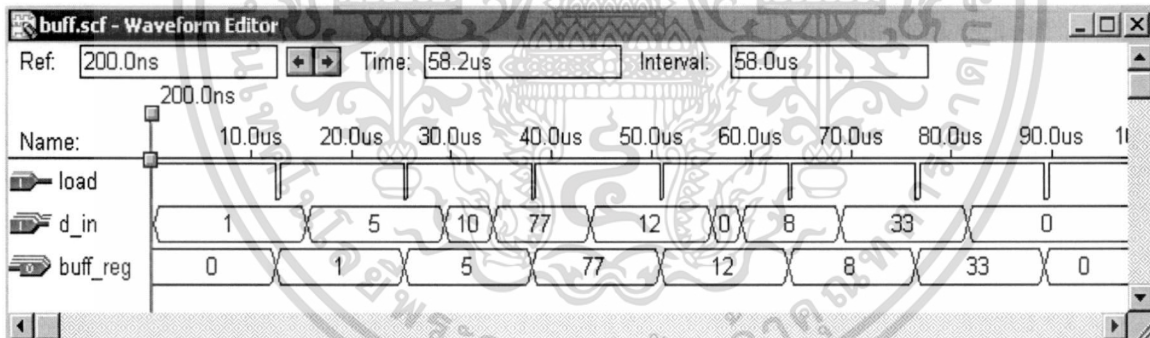 buff.scf - Waveform Editor
Ref: 200.0ns Time: 58.2us Interval: 58.0us
200.0ns
Name: 10.0us 20.0us 30.0us 40.0us 50.0us 60.0us 70.0us 80.0us 90.0us
load
d_in 1 5 10 77 12 0 8 33 0
buff_reg 0 1 5 77 12 8 33 0